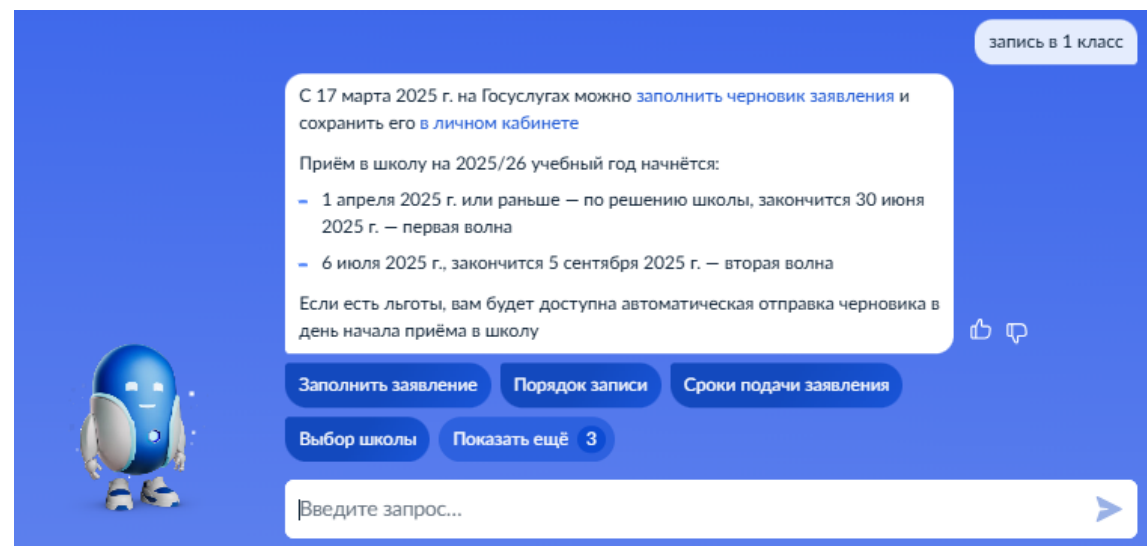 запись в 1 класс
С 17 марта 2025 г. на Госуслугах можно заполнить черновик заявления и
сохранить его в личном кабинете
Приём в школу на 2025/26 учебный год начнётся:
– 1 апреля 2025 г. или раньше — по решению школы, закончится 30 июня
2025 г. — первая волна
– 6 июля 2025 г., закончится 5 сентября 2025 г. — вторая волна
Если есть льготы, вам будет доступна автоматическая отправка черновика в
день начала приёма в школу
Заполнить заявление Порядок записи Сроки подачи заявления
Выбор школы Показать ещё 3
Введите запрос...